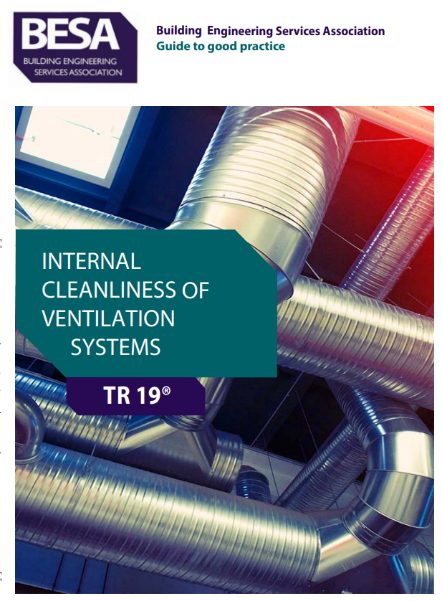 BESA
BUILDING ENGINEERING
SERVICES ASSOCIATION
Building Engineering Services Association
Guide to good practice
INTERNAL
CLEANLINESS OF
VENTILATION
SYSTEMS
TR 19®